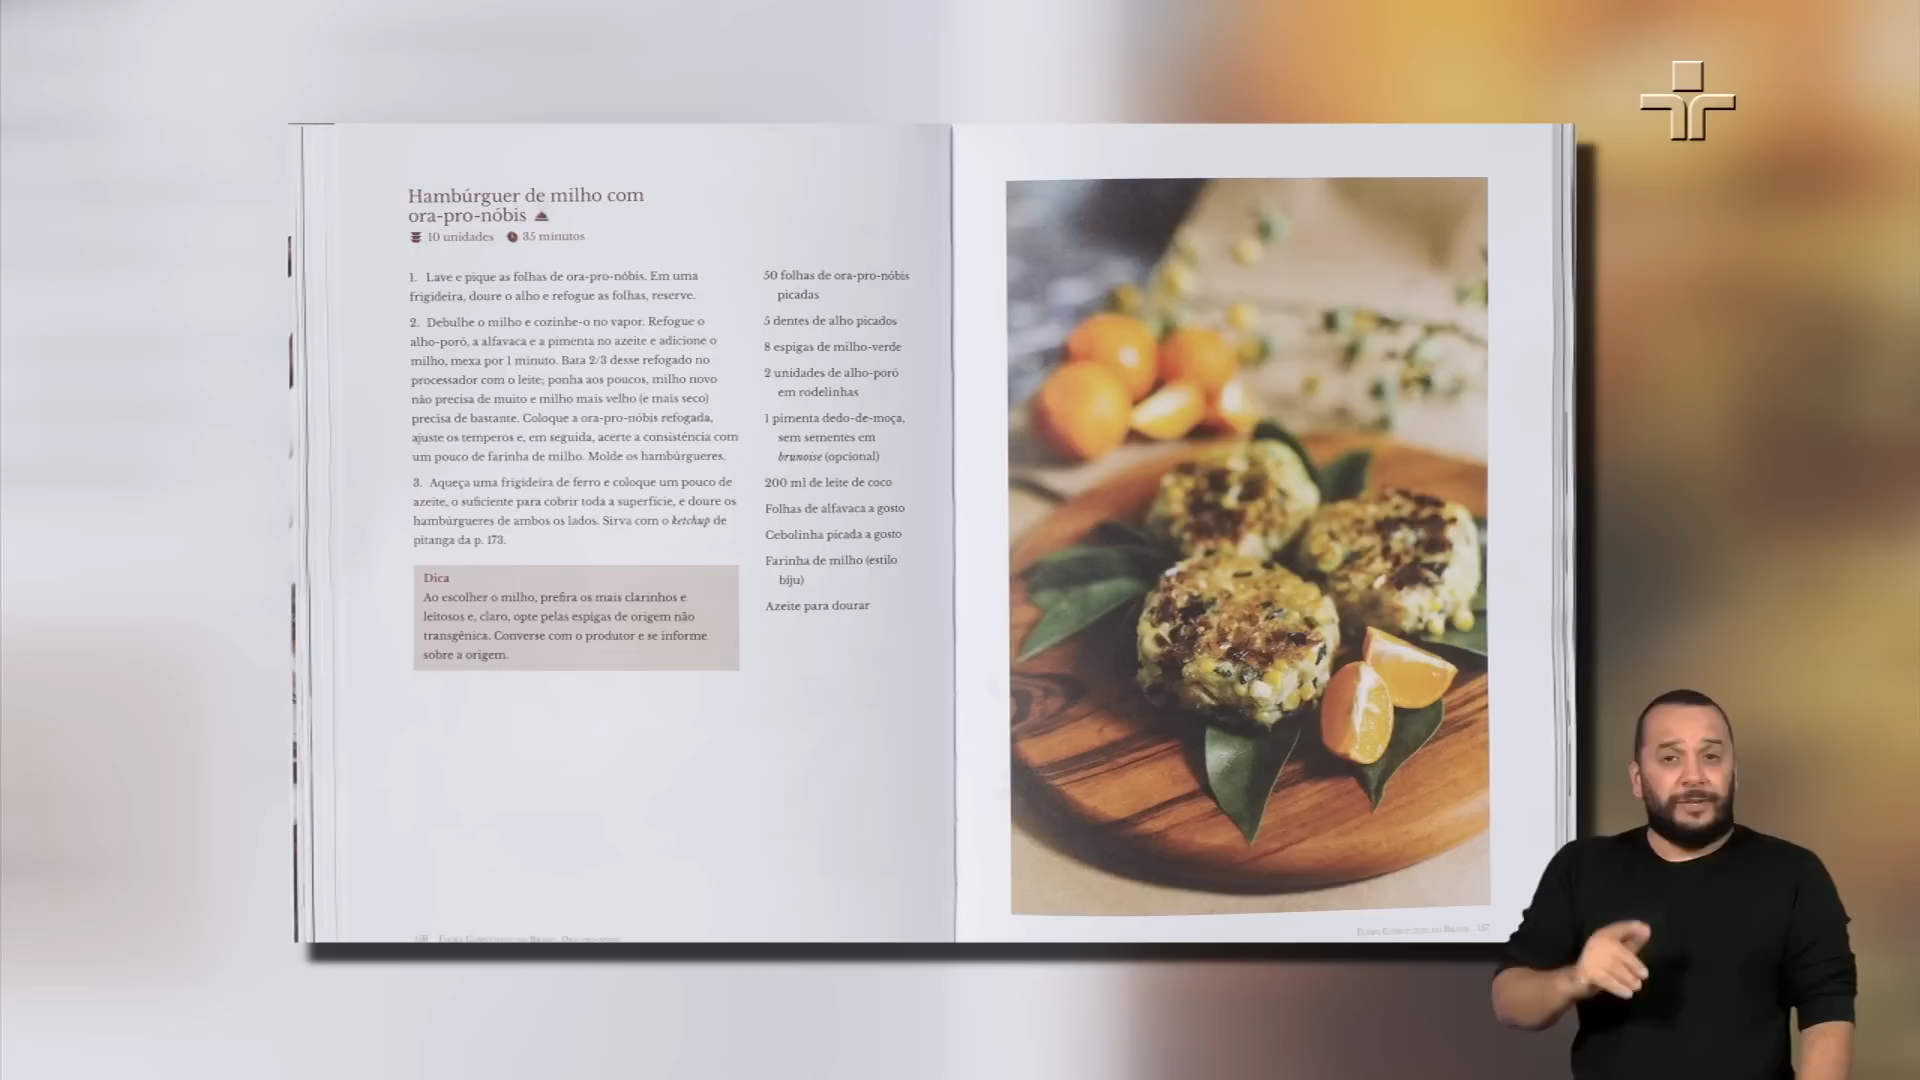 Hambúrguer de milho com
ora-pro-nóbis
10 unidades 35 minutos
1. Lave e pique as folhas de ora-pro-nóbis. Em uma
frigideira, doure o alho e refogue as folhas, reserve.
2. Debulhe o milho e cozinhe-o no vapor. Refogue o
alho-poró, a alfavaca e a pimenta no azeite e adicione o
milho, mexa por 1 minuto. Bata 2/3 desse refogado no
processador com o leite; ponha aos poucos, milho novo
não precisa de muito e milho mais velho (e mais seco)
precisa de bastante. Coloque a ora-pro-nóbis refogada,
ajuste os temperos e, em seguida, acerte a consistência com
um pouco de farinha de milho. Molde os hambúrgueres.
3. Aqueça uma frigideira de ferro e coloque um pouco de
azeite, o suficiente para cobrir toda a superfície, e doure os
hambúrgueres de ambos os lados. Sirva com o ketchup de
pitanga da p. 173.
Dica
Ao escolher o milho, prefira os mais clarinhos e
leitosos e, claro, opte pelas espigas de origem não
transgênica. Converse com o produtor e se informe
sobre a origem.
50 folhas de ora-pro-nóbis
picadas
5 dentes de alho picados
8 espigas de milho-verde
2 unidades de alho-poró
em rodelinhas
1 pimenta dedo-de-moça,
sem sementes em
brunoise (opcional)
200 ml de leite de coco
Folhas de alfavaca a gosto
Cebolinha picada a gosto
Farinha de milho (estilo
biju)
Azeite para dourar
157